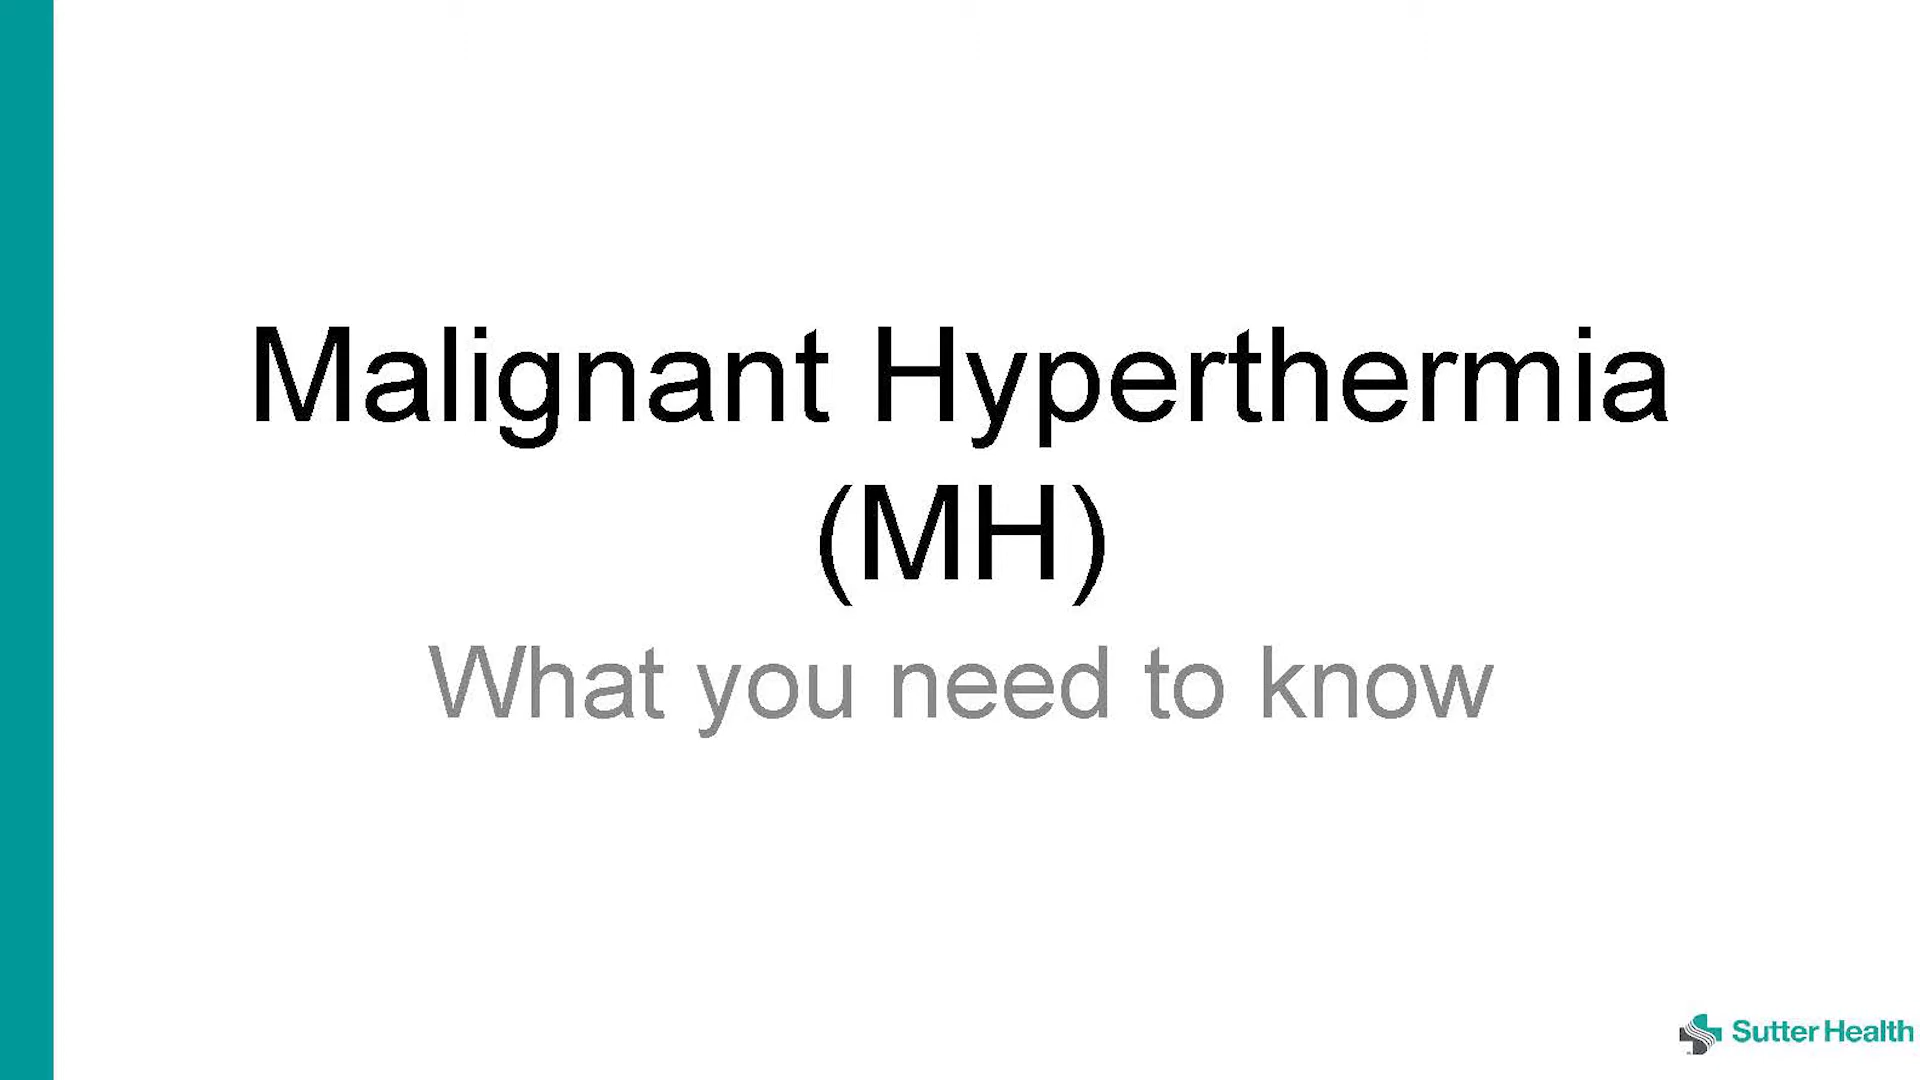 Malignant Hyperthermia
(MH)
What you need to know
Sutter Health